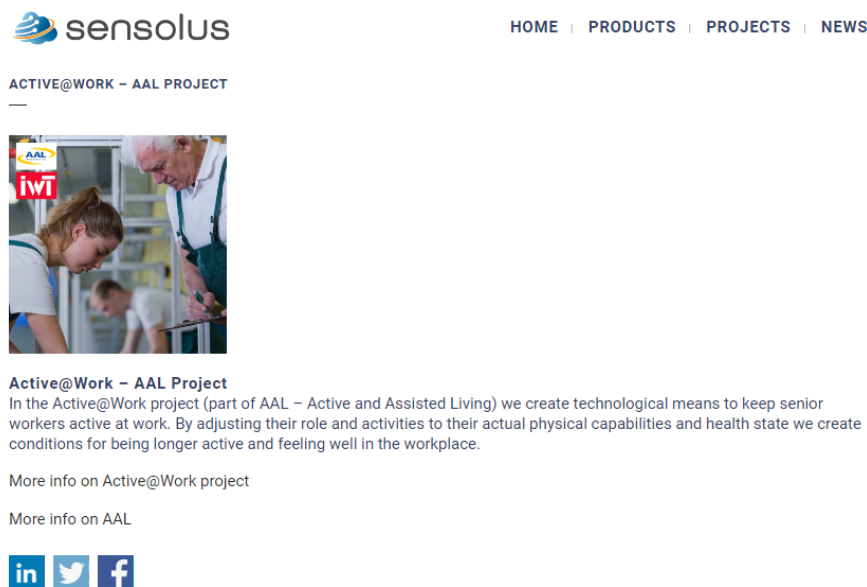 sensolus
HOME | PRODUCTS | PROJECTS | NEWS
ACTIVE@WORK – AAL PROJECT
AAL
iwT
Active@Work – AAL Project
In the Active@Work project (part of AAL – Active and Assisted Living) we create technological means to keep senior
workers active at work. By adjusting their role and activities to their actual physical capabilities and health state we create
conditions for being longer active and feeling well in the workplace.
More info on Active@Work project
More info on AAL
in
f